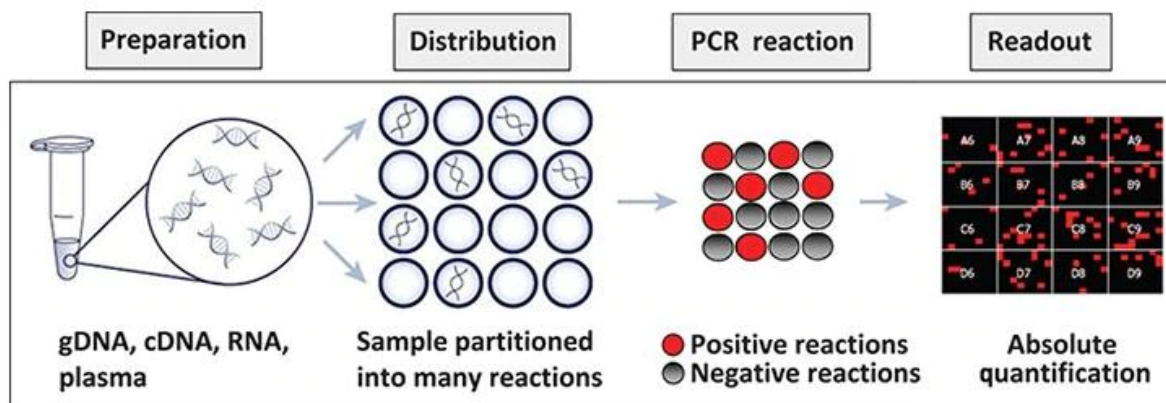 Preparation
Distribution
PCR reaction
Readout
A6 A7 A8 A9
B6 B7 B8 B9
C6 C7 C8 C9
D6 D7 D8 D9
gDNA, cDNA, RNA,
plasma
Sample partitioned
into many reactions
Positive reactions
Negative reactions
Absolute
quantification